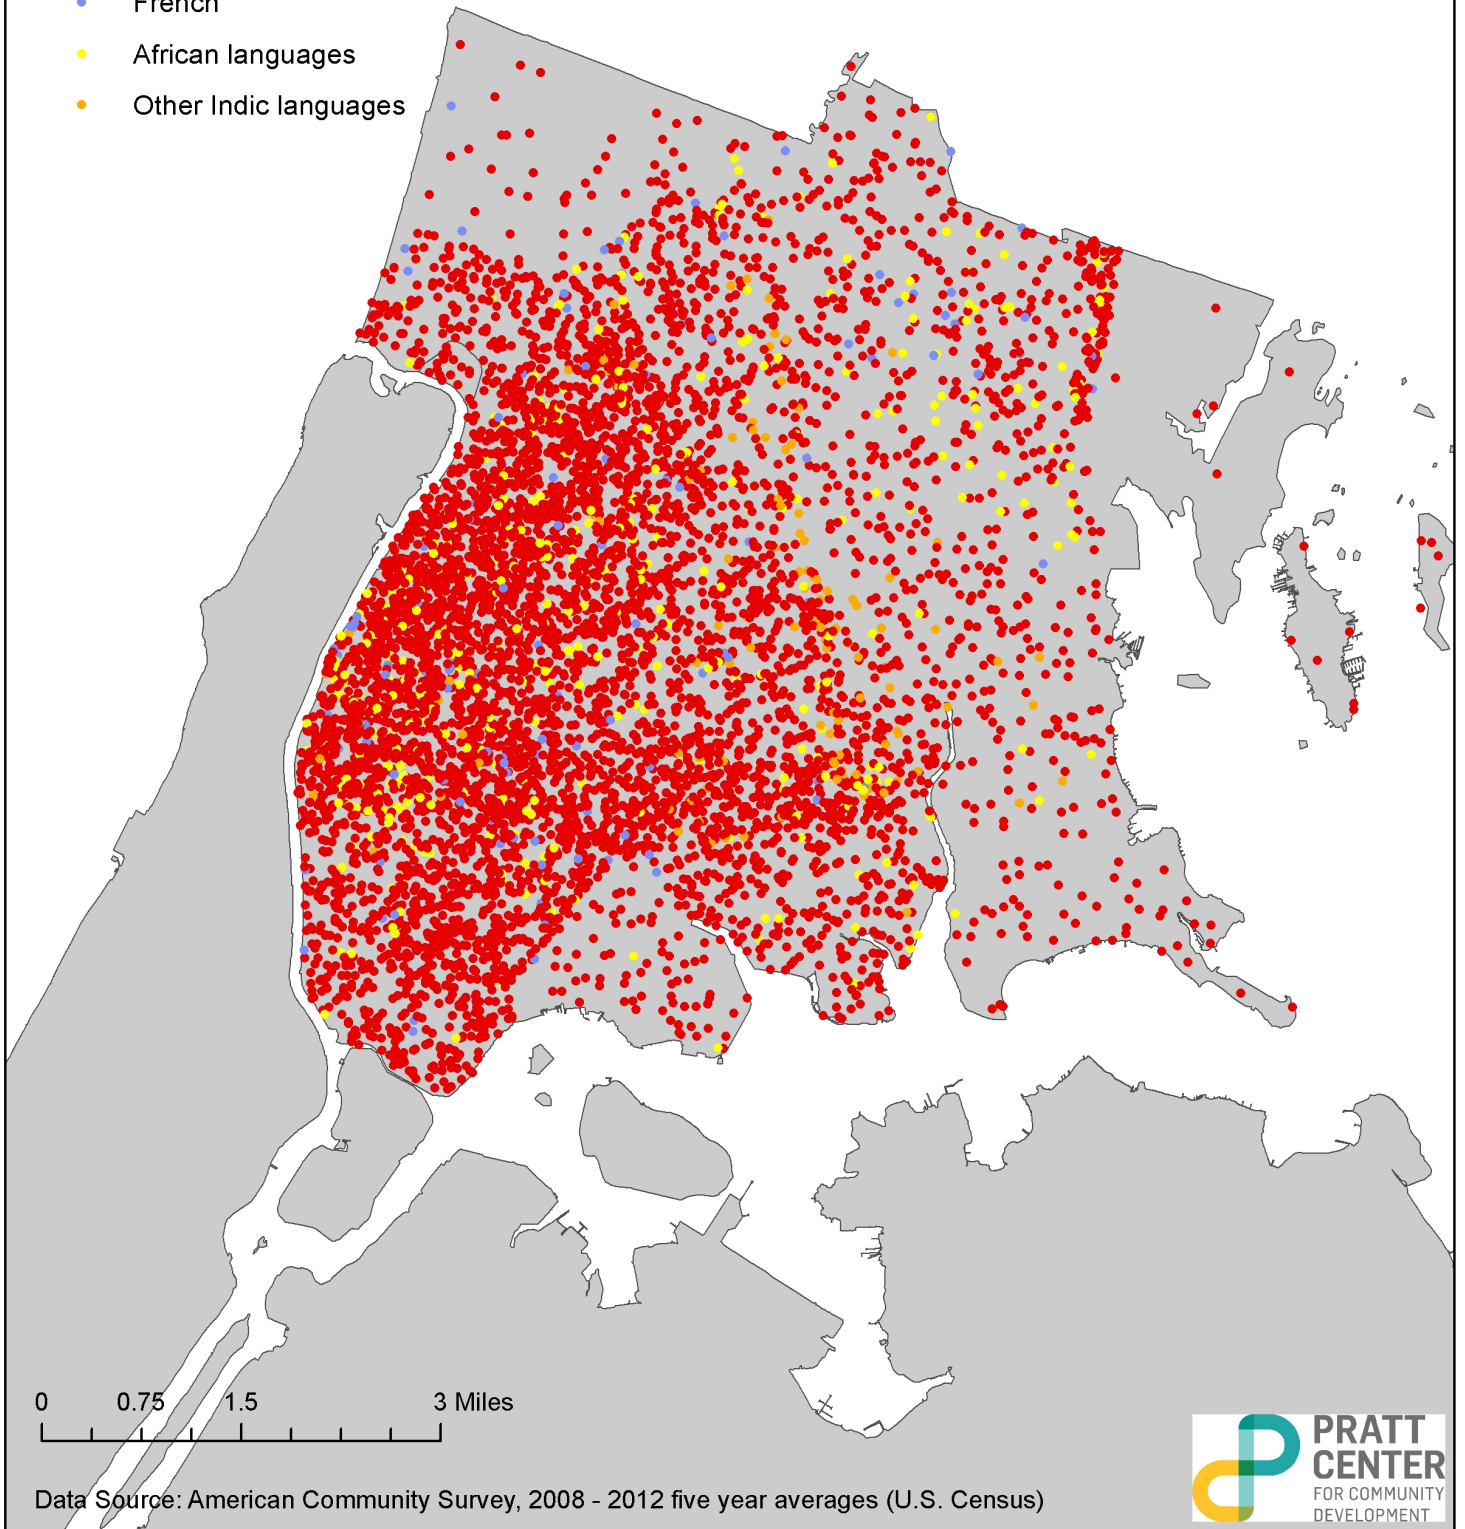 French
African languages
Other Indic languages
0 0.75 1.5 3 Miles
Data Source: American Community Survey, 2008 - 2012 five year averages (U.S. Census)
PRATT
CENTER
FOR COMMUNITY
DEVELOPMENT